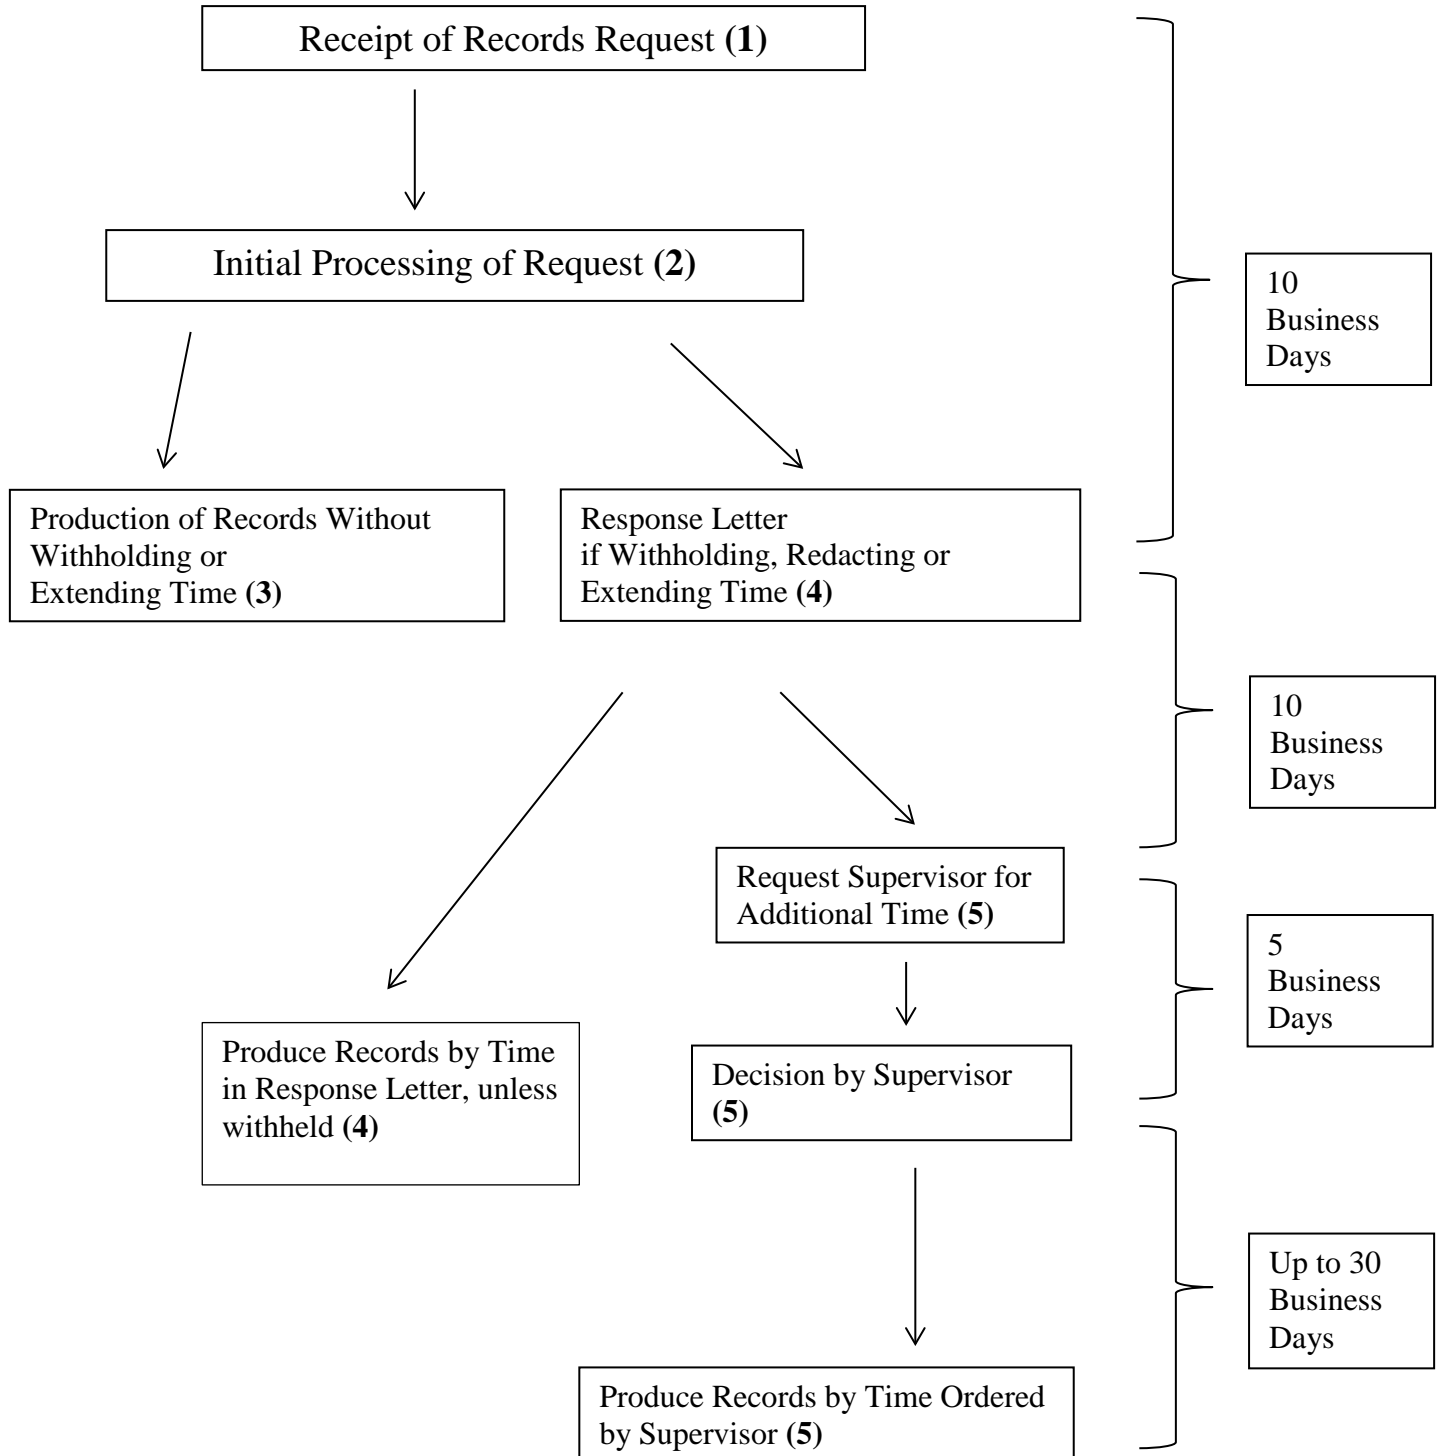 Receipt of Records Request (1)
Initial Processing of Request (2)
10
Business
Days
Production of Records Without
Withholding or
Extending Time (3)
Response Letter
if Withholding, Redacting or
Extending Time (4)
10
Business
Days
Request Supervisor for
Additional Time (5)
5
Business
Days
Produce Records by Time
in Response Letter, unless
withheld (4)
Decision by Supervisor
(5)
Up to 30
Business
Days
Produce Records by Time Ordered
by Supervisor (5)